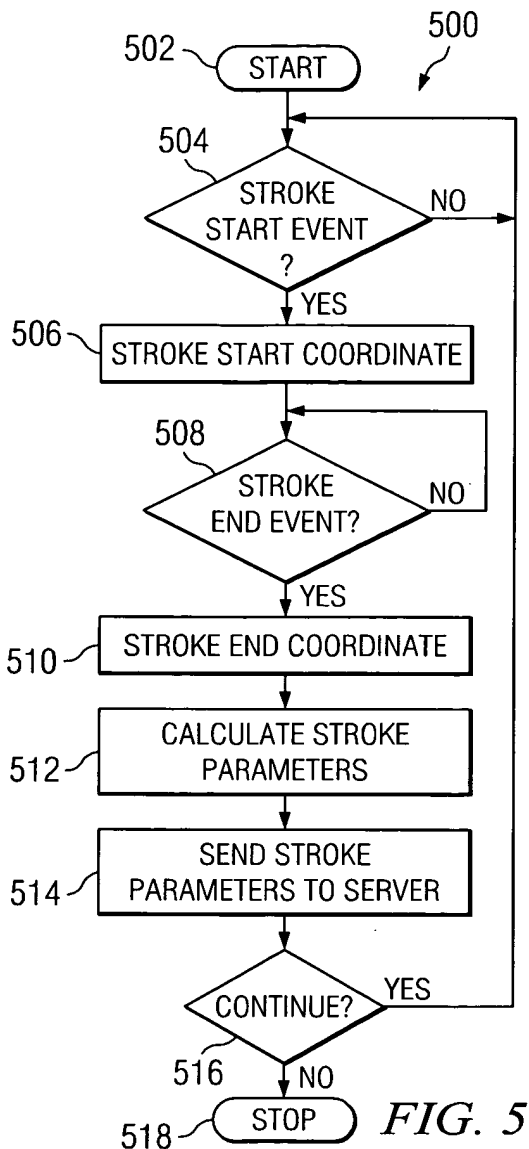 500
502
START
504
STROKE
START EVENT
?
NO
YES
506
STROKE START COORDINATE
508
STROKE
END EVENT?
NO
YES
510
STROKE END COORDINATE
512
CALCULATE STROKE
PARAMETERS
514
SEND STROKE
PARAMETERS TO SERVER
CONTINUE?
YES
516
NO
518
STOP
FIG. 5